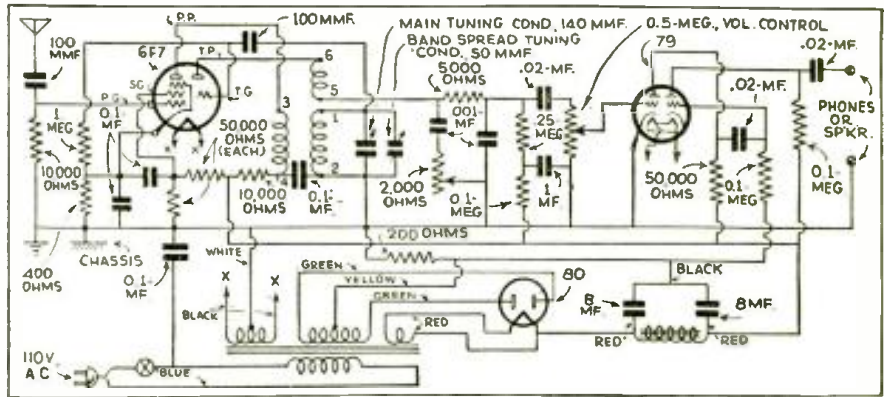 P.P.
100 MMF.
MAIN TUNING COND, 140 MMF.
BAND SPREAD TUNING
COND, 50 MMF
0.5-MEG., VOL. CONTROL
6F7
T.P.
100
MMF
6
5,000
OHMS
.02-MF.
79
.02-MF.
.02-MF.
SG
P.G.
T.G.
3
5
1
.001-
MF
.25
MEG
PHONES
OR
SPKR.
1
MEG
0.1-
MF
X
X
50,000
OHMS
(EACH)
10,000
OHMS
10,000
OHMS
0.1-
MF.
2
2,000
OHMS
0.1-
MEG
1
MF
50,000
OHMS
0.1-
MEG
0.1-
MEG
400
OHMS
CHASSIS
0.1-
MF
WHITE
200 OHMS
X
X
BLACK
GREEN
YELLOW
GREEN
RED
80
BLACK
8
MF.
8 MF.
RED
RED
110V.
A C
BLUE